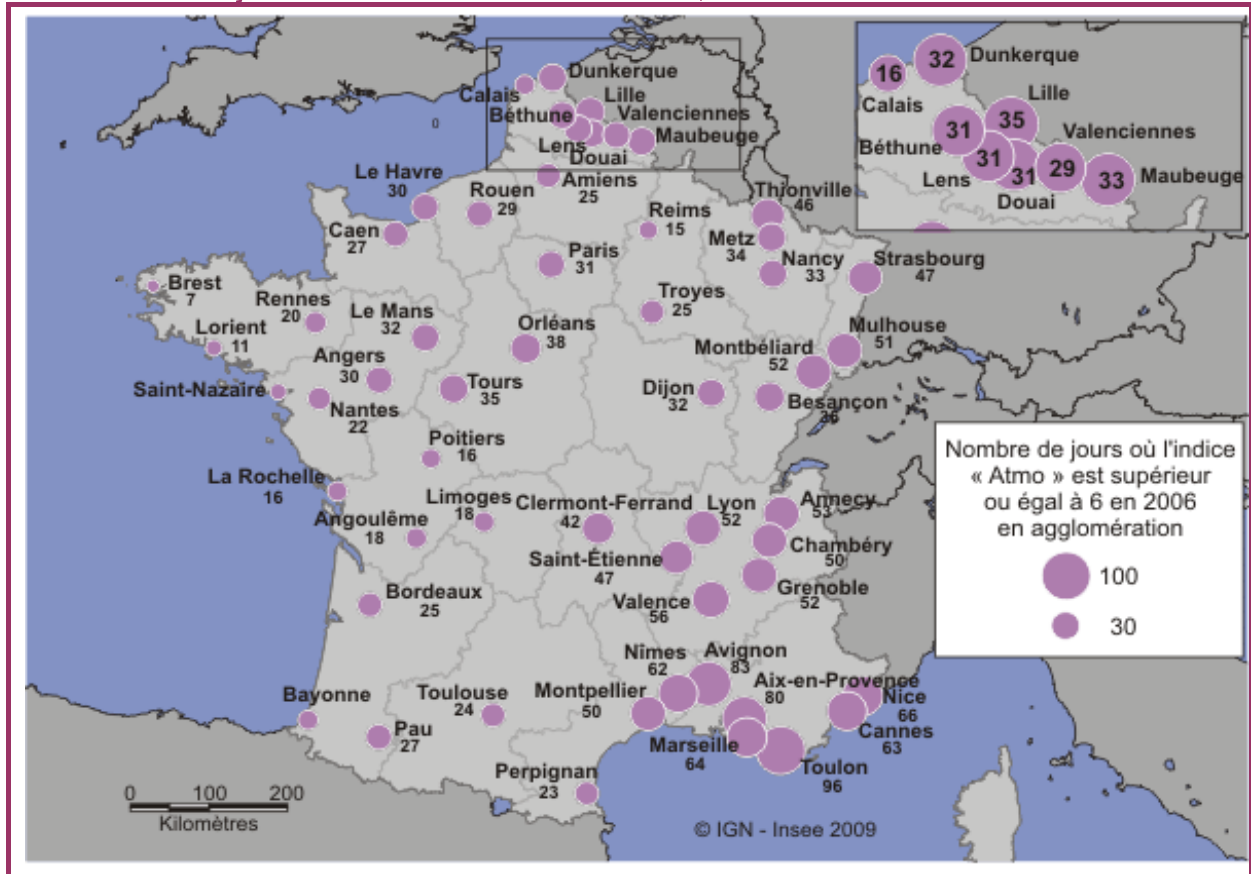 Dunkerque
Calais
Lille
Béthune
Valenciennes
Lens
Maubeuge
Douai
32
Dunkerque
16
Calais
Lille
35
31
Valenciennes
Béthune
31
31
29
33
Maubeuge
Lens
Douai
Le Havre
30
Rouen
29
Amiens
25
Caen
27
Reims
15
Thionville
46
Metz
34
Nancy
33
Strasbourg
47
Paris
31
Brest
7
Rennes
20
Lorient
11
Le Mans
32
Orléans
38
Troyes
25
Mulhouse
51
Montbéliard
52
Angers
30
Saint-Nazaire
Nantes
22
Tours
35
Dijon
32
Besançon
36
Poitiers
16
La Rochelle
16
Limoges
18
Angoulême
18
Clermont-Ferrand
42
Lyon
52
Annecy
53
Saint-Étienne
47
Chambéry
50
Grenoble
52
Valence
56
Bordeaux
25
Nîmes
62
Avignon
83
Aix-en-Provence
80
Nice
66
Cannes
63
Montpellier
50
Marseille
64
Toulon
96
Bayonne
Toulouse
24
Pau
27
Perpignan
23
Nombre de jours où l'indice
« Atmo » est supérieur
ou égal à 6 en 2006
en agglomération
100
30
0 100 200
Kilomètres
© IGN - Insee 2009